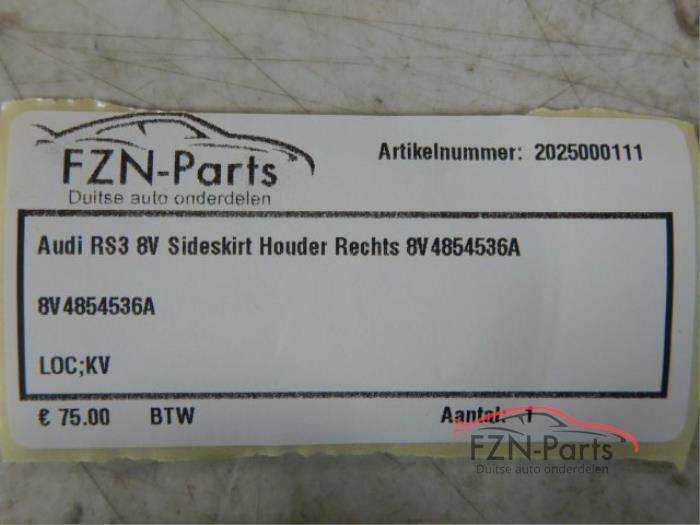 FZN-Parts
Duitse auto onderdelen
Artikelnummer: 2025000111
Audi RS3 8V Sideskirt Houder Rechts 8V4854536A
8V4854536A
LOC;KV
€ 75.00 BTW Aantal: 1
FZN-Parts
Duitse auto onderdelen